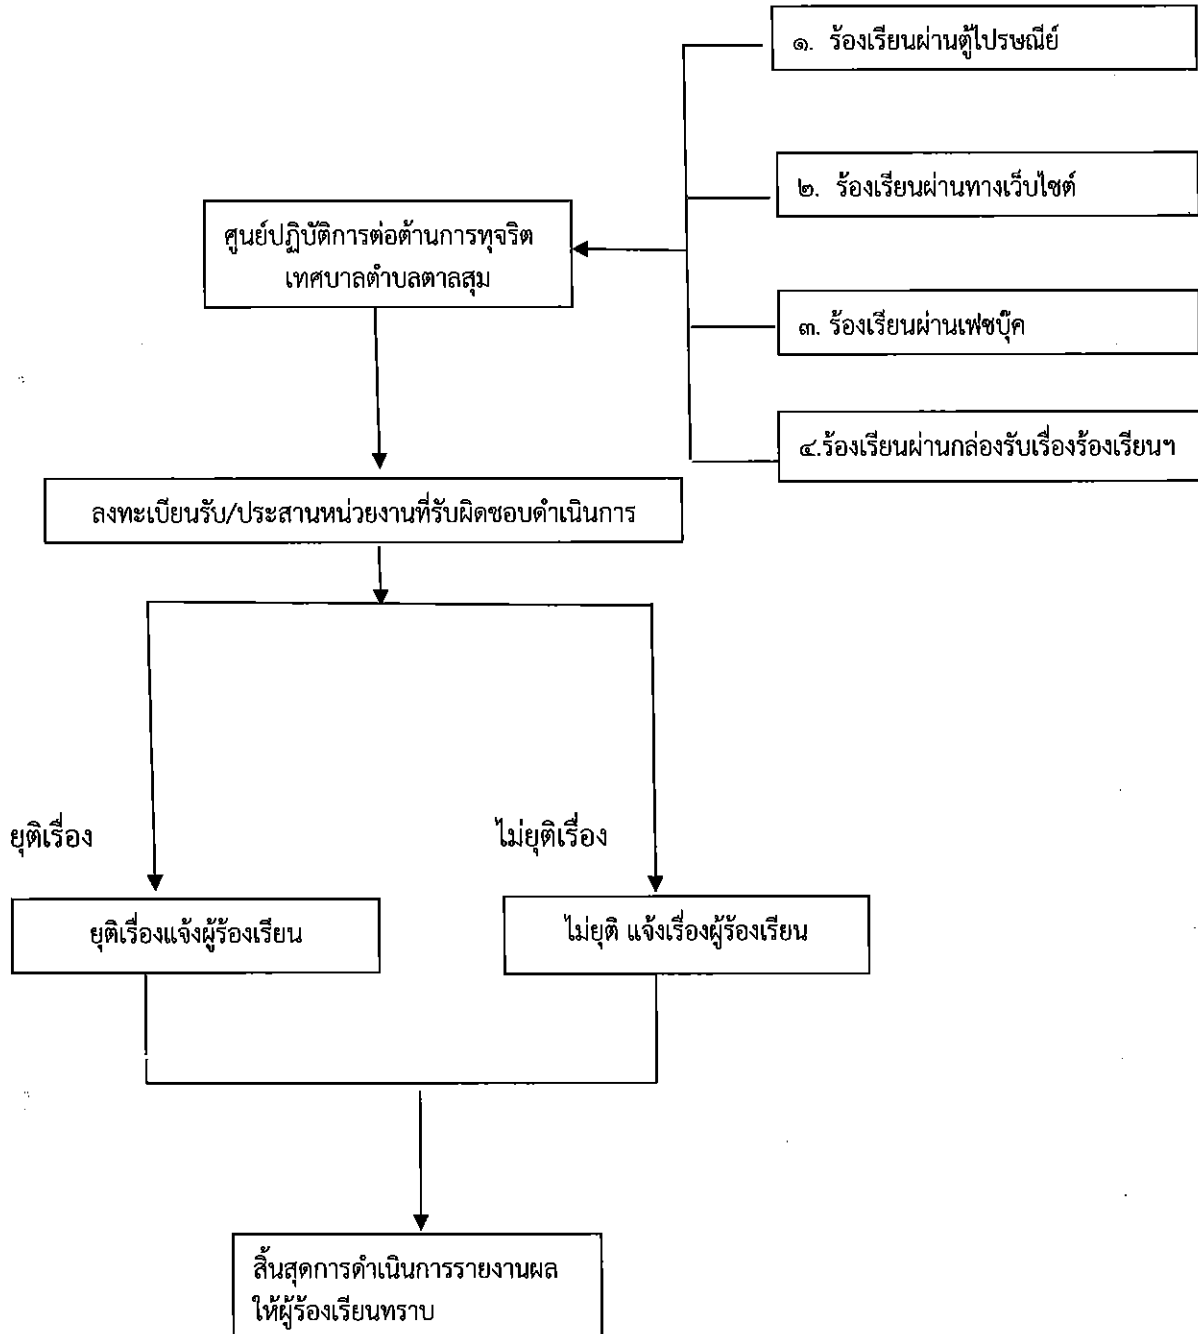 ๑. ร้องเรียนผ่านตู้ไปรษณีย์
๒. ร้องเรียนผ่านทางเว็บไซต์
ศูนย์ปฏิบัติการต่อต้านการทุจริต
เทศบาลตำบลตาลสุม
๓. ร้องเรียนผ่านเฟซบุ๊ค
๔.ร้องเรียนผ่านกล่องรับเรื่องร้องเรียนฯ
ลงทะเบียนรับ/ประสานหน่วยงานที่รับผิดชอบดำเนินการ
ยุติเรื่อง
ไม่ยุติเรื่อง
ยุติเรื่องแจ้งผู้ร้องเรียน
ไม่ยุติ แจ้งเรื่องผู้ร้องเรียน
สิ้นสุดการดำเนินการรายงานผล
ให้ผู้ร้องเรียนทราบ